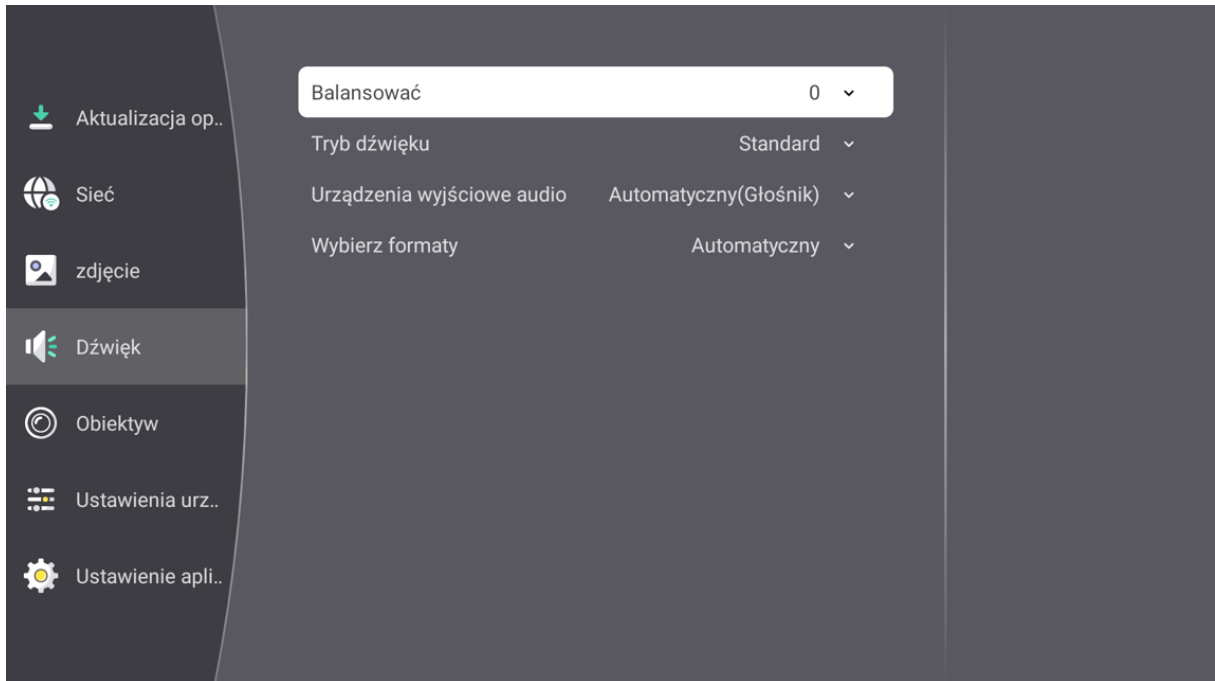 Aktualizacja op..
Sieć
zdjęcie
Dźwięk
Obiektyw
Ustawienia urz..
Ustawienie apli..
Balansować 0
Tryb dźwięku Standard
Urządzenia wyjściowe audio Automatyczny(Głośnik)
Wybierz formaty Automatyczny